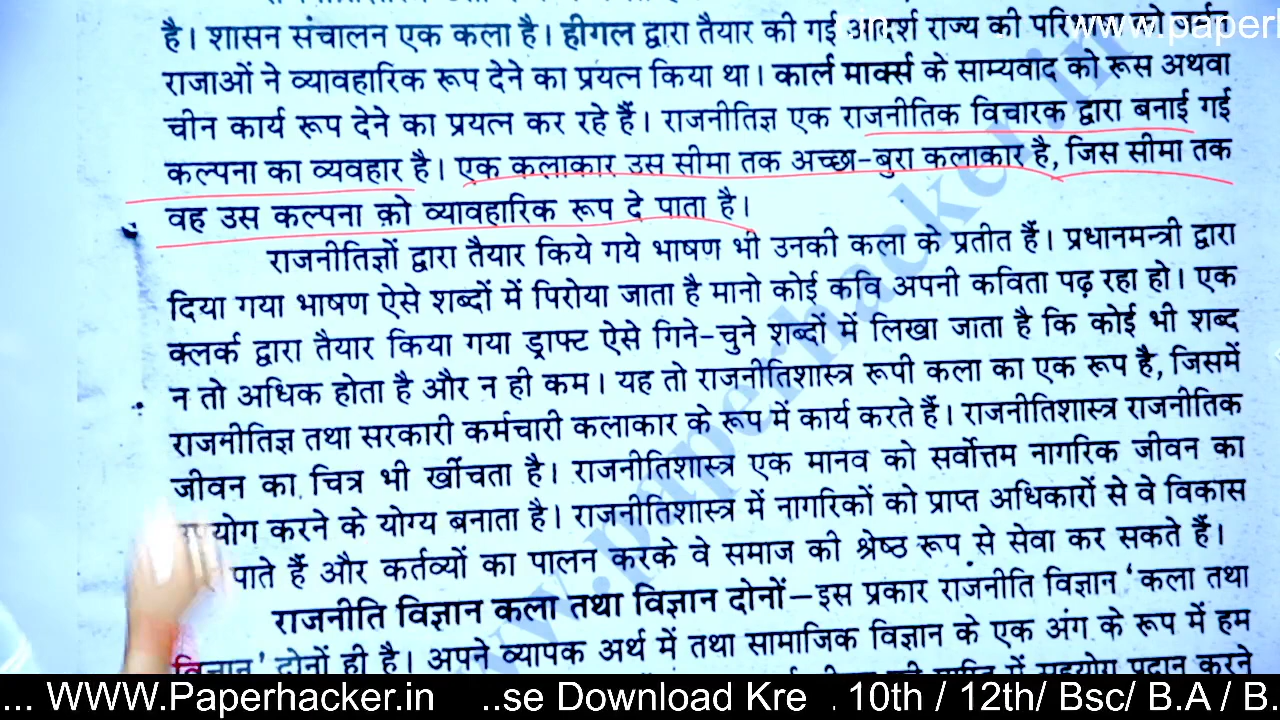 है। शासन संचालन एक कला है। हीगल द्वारा तैयार की गई आदर्श राज्य की को जर्मन
राजाओं ने व्यावहारिक रूप देने का प्रयत्न किया था। कार्ल मार्क्स के साम्यवाद को रूस अथवा
चीन कार्य रूप देने का प्रयत्न कर रहे हैं। राजनीतिज्ञ एक राजनीतिक विचारक द्वारा बनाई गई
कल्पना का व्यवहार है। एक कलाकार उस सीमा तक अच्छा-बुरा कलाकार है, जिस सीमा तक
वह उस कल्पना को व्यावहारिक रूप दे पाता है।
राजनीतिज्ञों द्वारा तैयार किये गये भाषण भी उनकी कला के प्रतीत हैं। प्रधानमन्त्री द्वारा
दिया गया भाषण ऐसे शब्दों में पिरोया जाता है मानो कोई कवि अपनी कविता पढ़ रहा हो। एक
क्लर्क द्वारा तैयार किया गया ड्राफ्ट ऐसे गिने-चुने शब्दों में लिखा जाता है कि कोई भी शब्द
न तो अधिक होता है और न ही कम। यह तो राजनीतिशास्त्र रूपी कला का एक रूप है, जिसमें
राजनीतिज्ञ तथा सरकारी कर्मचारी कलाकार के रूप में कार्य करते हैं। राजनीतिशास्त्र राजनीतिक
जीवन का चित्र भी खींचता है। राजनीतिशास्त्र एक मानव को सर्वोत्तम नागरिक जीवन का
करने के योग्य बनाता है। राजनीतिशास्त्र में नागरिकों को प्राप्त अधिकारों से वे विकास
पाते हैं और कर्तव्यों का पालन करके वे समाज की श्रेष्ठ रूप से सेवा कर सकते हैं।
राजनीति विज्ञान कला तथा विज्ञान दोनों—इस प्रकार राजनीति विज्ञान 'कला तथा
विज्ञान' दोनों ही है। अपने व्यापक अर्थ में तथा सामाजिक विज्ञान के एक अंग के रूप में हम
में सहयोग प्रदान करने
... WWW.Paperhacker.in ..se Download Kre . 10th / 12th/ Bsc/ B.A / B.